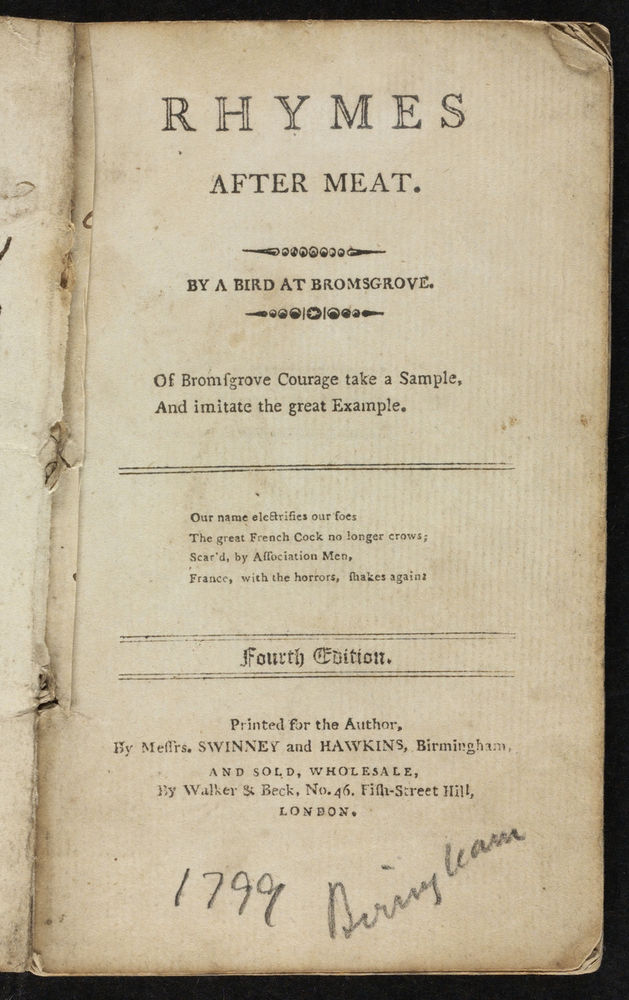 RHYMES
AFTER MEAT.
BY A BIRD AT BROMSGROVE.
Of Bromſgrove Courage take a Sample,
And imitate the great Example.
Our name electrifies our foes
The great French Cock no longer crows;
Scar'd, by Aſſociation Men,
France, with the horrors, ſhakes again:
Fourth Edition.
Printed for the Author,
By Meſſrs. SWINNEY and HAWKINS, Birmingham,
AND SOLD, WHOLESALE,
By Walker & Beck, No. 46. Fiſh-Street Hill,
LONDON.
1799 Birmingham